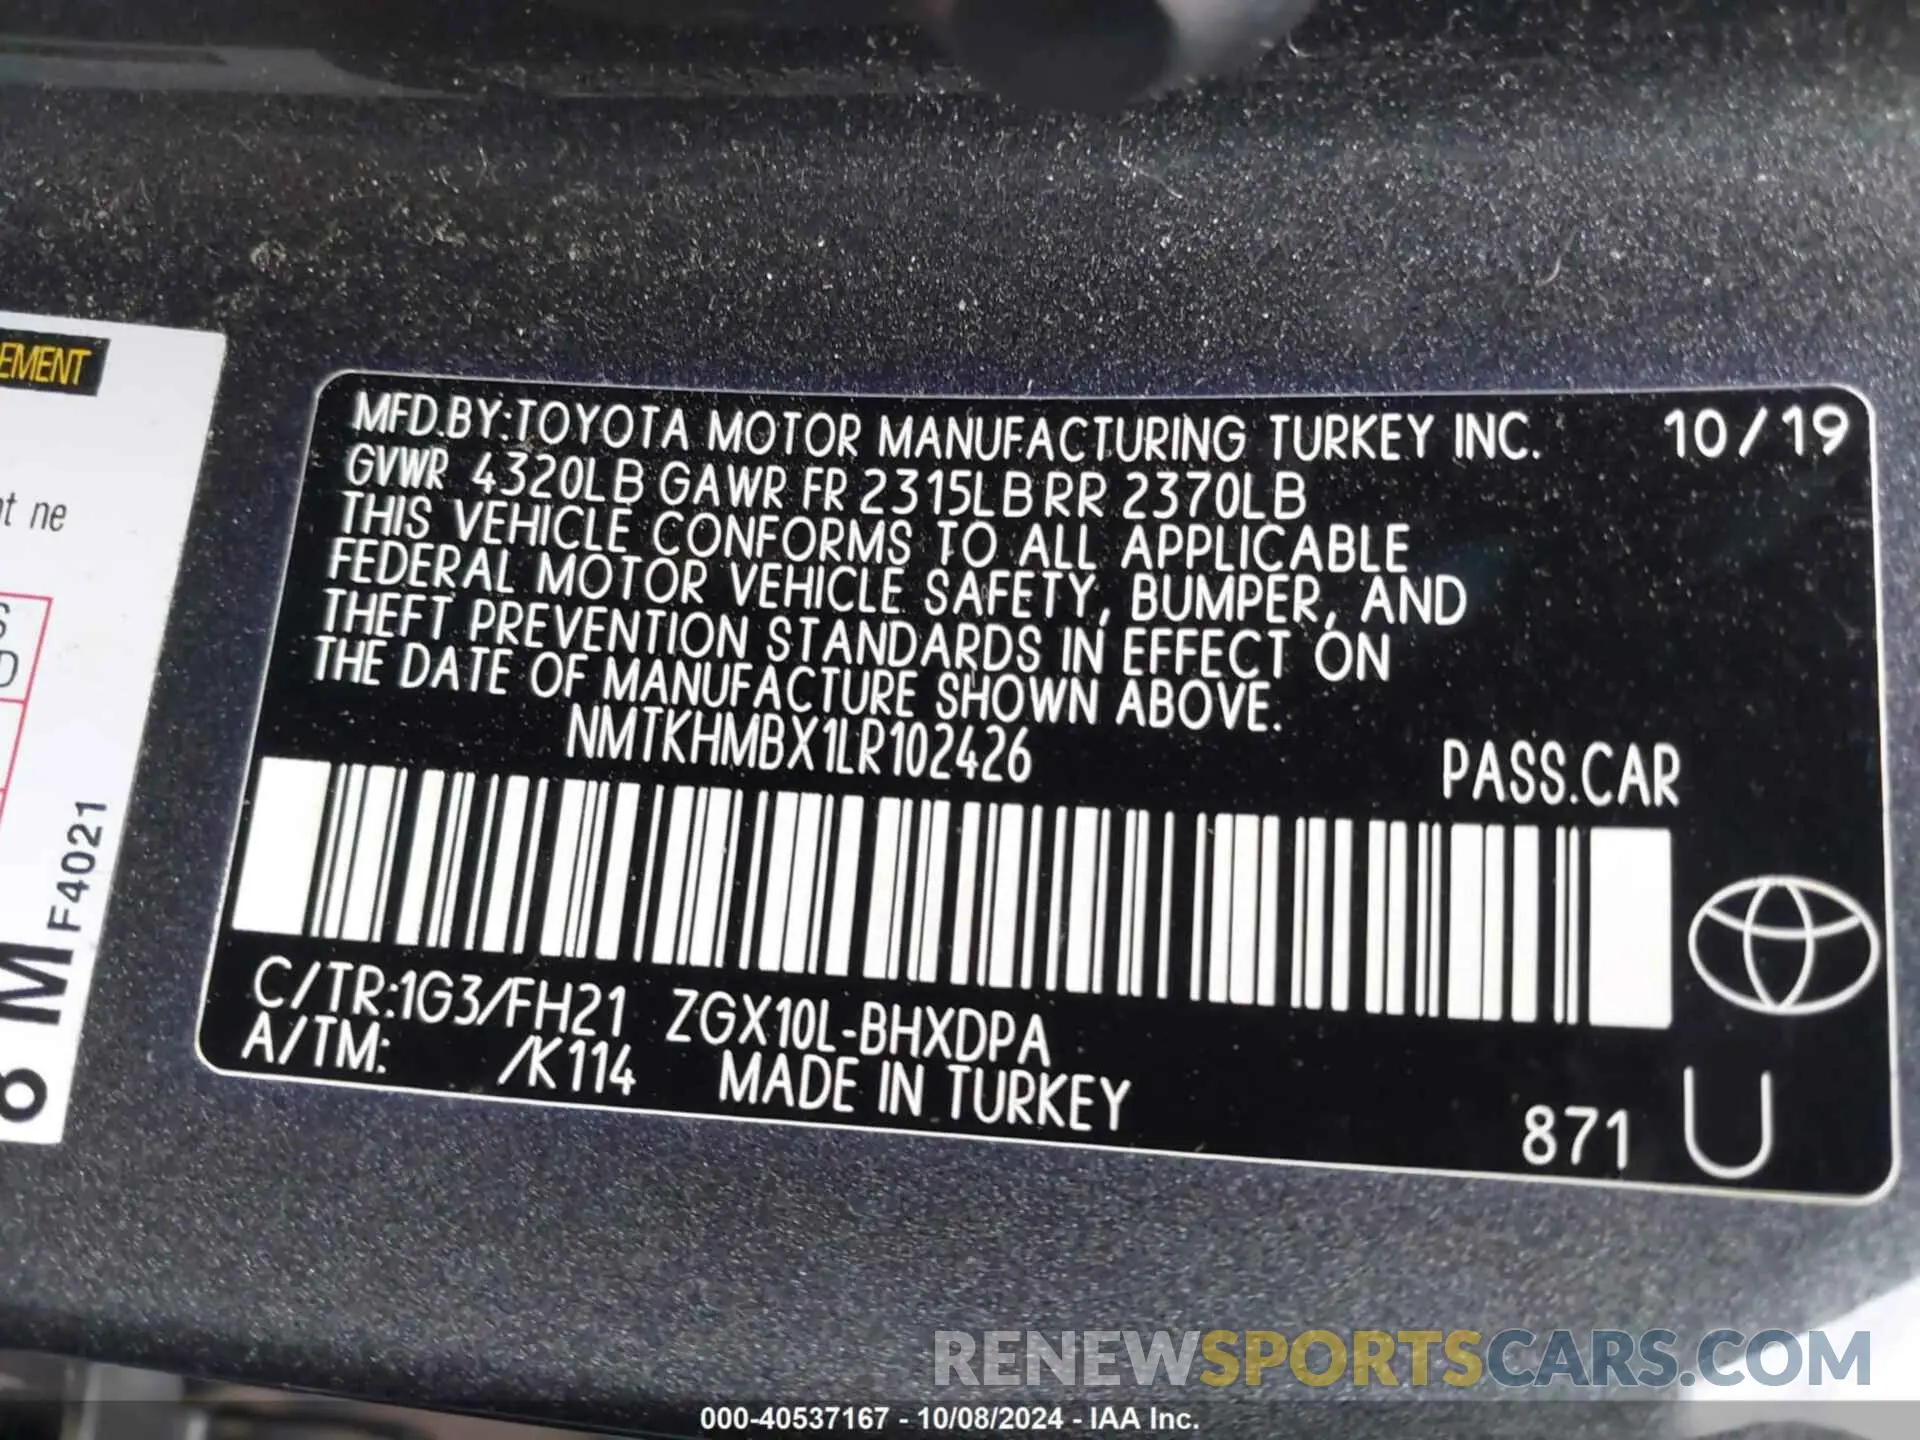 EMENT
nt ne
S
D
8 M F4021
MFD.BY:TOYOTA MOTOR MANUFACTURING TURKEY INC. 10/19
GVWR 4320LB GAWR FR 2315LB RR 2370LB
THIS VEHICLE CONFORMS TO ALL APPLICABLE
FEDERAL MOTOR VEHICLE SAFETY, BUMPER, AND
THEFT PREVENTION STANDARDS IN EFFECT ON
THE DATE OF MANUFACTURE SHOWN ABOVE.
NMTKHMBX1LR102426 PASS.CAR
C/TR:1G3/FH21 ZGX10L-BHXDPA
A/TM: /K114 MADE IN TURKEY
871 U
RENEWSPORTSCARS.COM
000-40537167 - 10/08/2024 - IAA Inc.